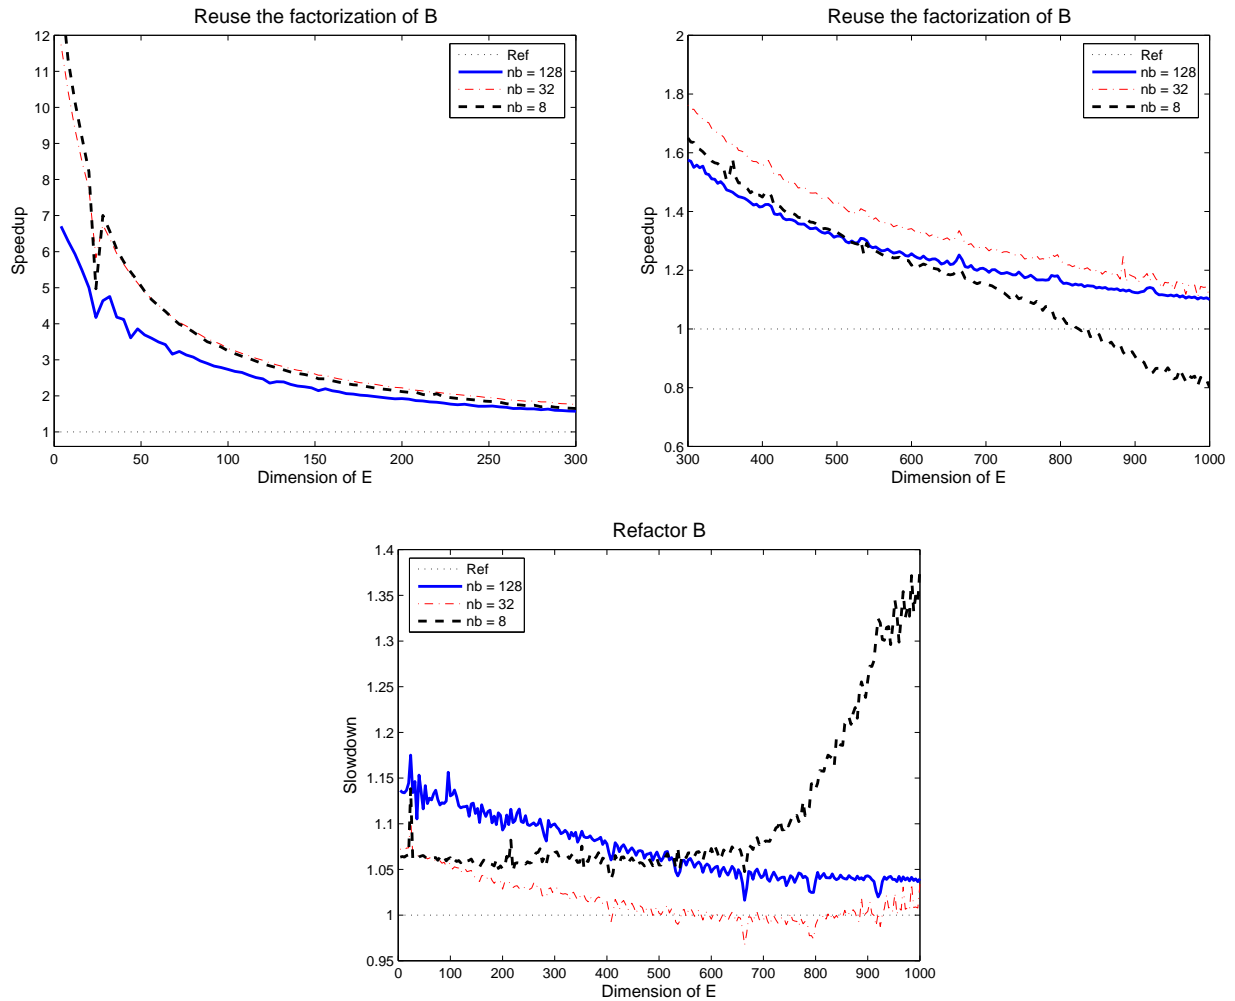 Reuse the factorization of B
12
11
10
9
8
7
6
5
4
3
2
1
0
50
100
150
200
250
300
Speedup
Dimension of E
Ref
nb = 128
nb = 32
nb = 8
Reuse the factorization of B
2
1.8
1.6
1.4
1.2
1
0.8
0.6
300
400
500
600
700
800
900
1000
Speedup
Dimension of E
Ref
nb = 128
nb = 32
nb = 8
Refactor B
1.4
1.35
1.3
1.25
1.2
1.15
1.1
1.05
1
0.95
0
100
200
300
400
500
600
700
800
900
1000
Slowdown
Dimension of E
Ref
nb = 128
nb = 32
nb = 8